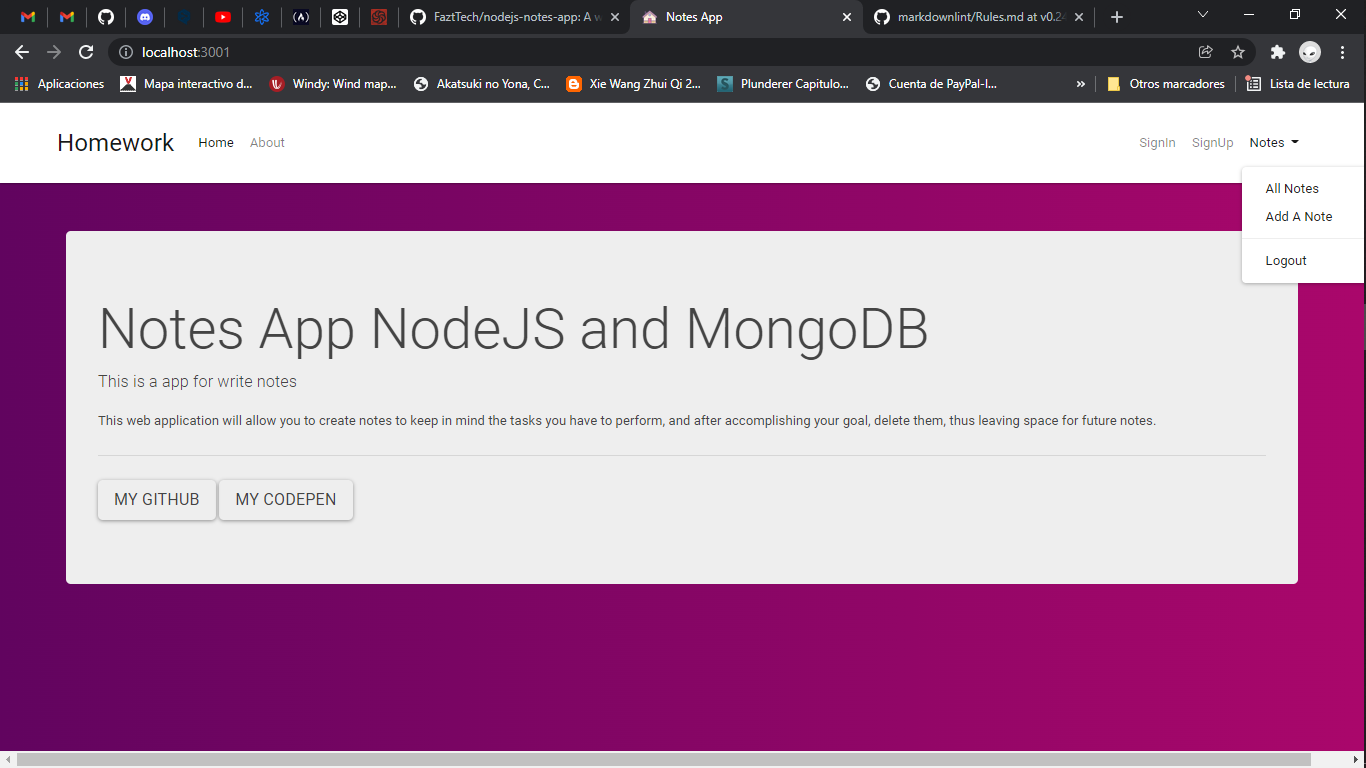 FaztTech/nodejs-notes-app: A w
Notes App
markdownlint/Rules.md at v0.24
localhost:3001
Aplicaciones
Mapa interactivo d...
Windy: Wind map...
Akatsuki no Yona, C...
Xie Wang Zhui Qi 2...
Plunderer Capitulo...
Cuenta de PayPal-I...
»
Otros marcadores
Lista de lectura
Homework
Home
About
SignIn
SignUp
Notes
All Notes
Add A Note
Logout
Notes App NodeJS and MongoDB
This is a app for write notes
This web application will allow you to create notes to keep in mind the tasks you have to perform, and after accomplishing your goal, delete them, thus leaving space for future notes.
MY GITHUB
MY CODEPEN